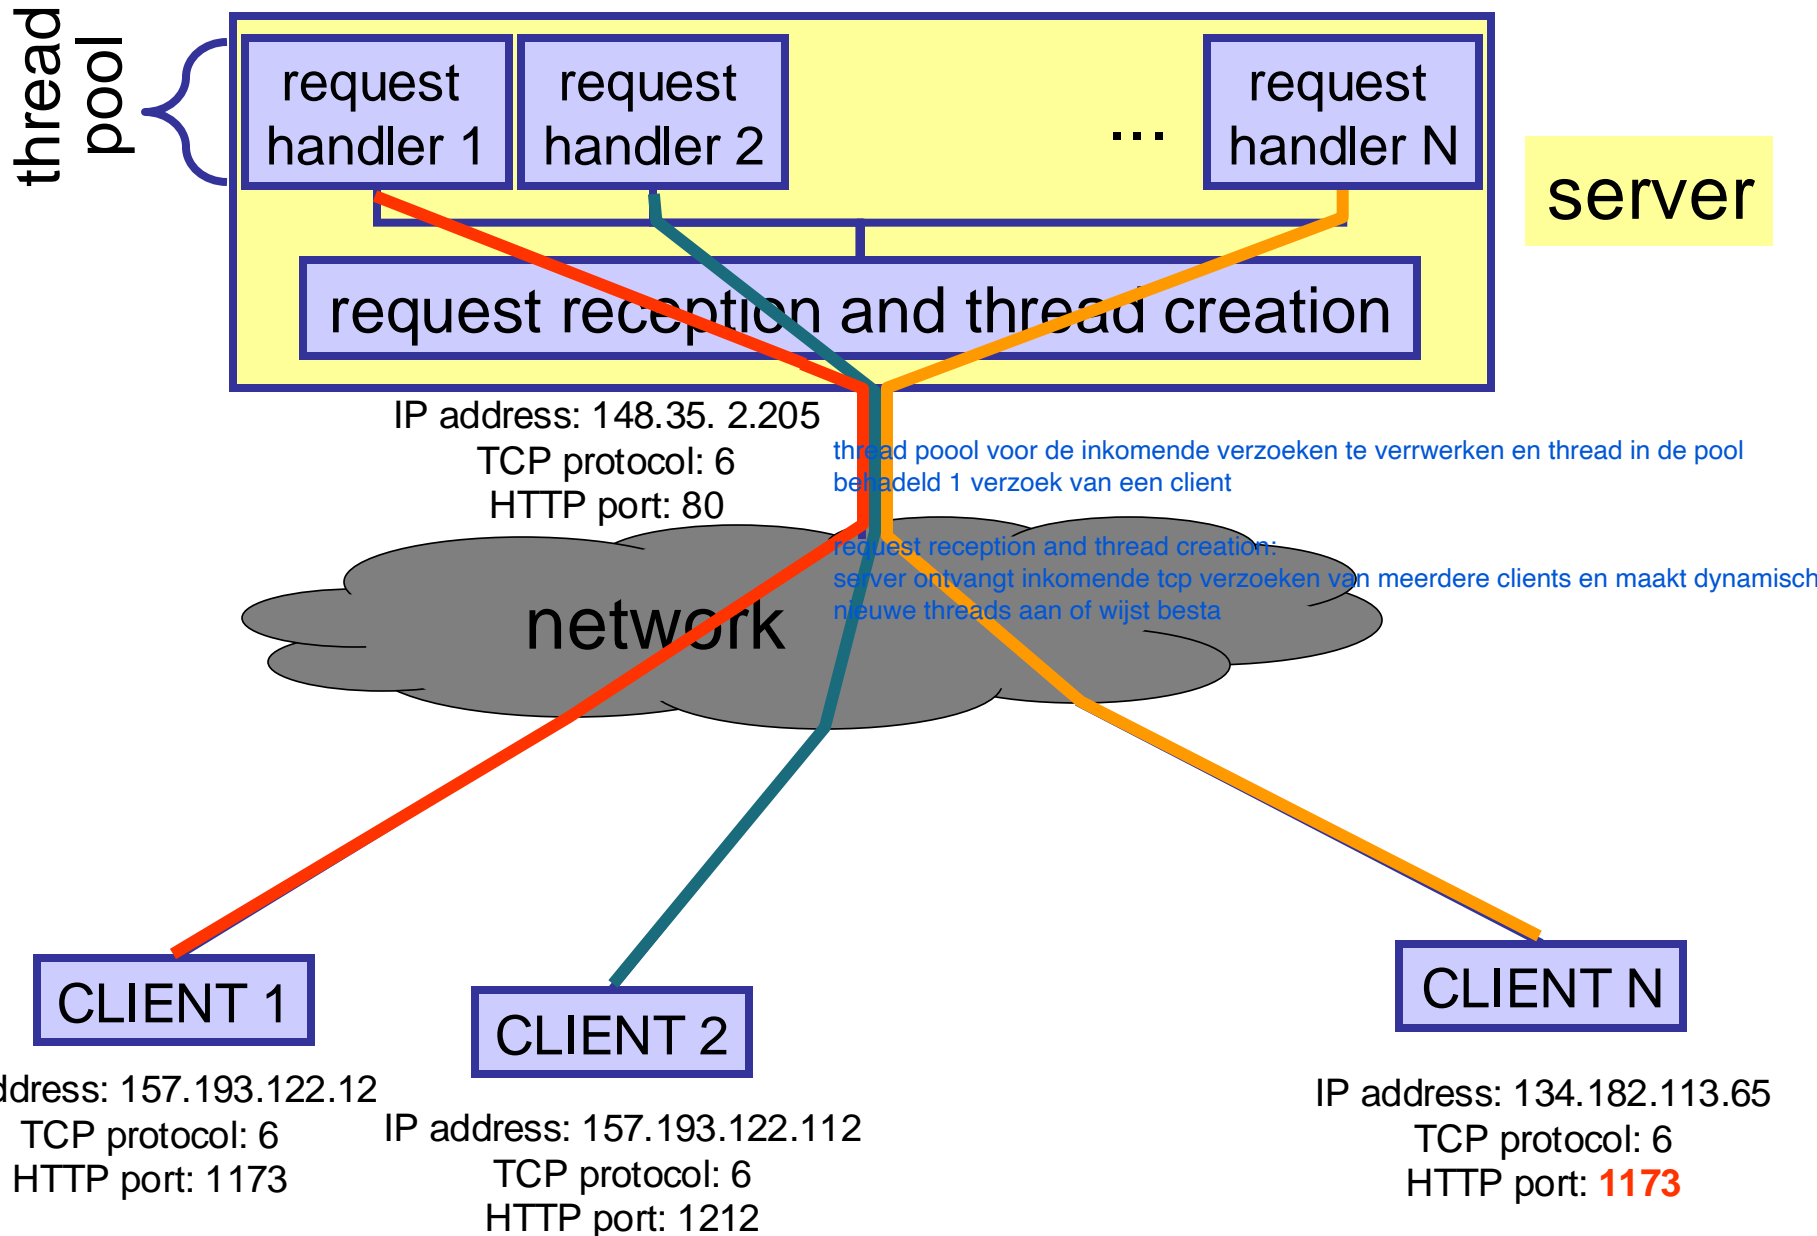 thread
pool
request
handler 1
request
handler 2
...
request
handler N
server
request reception and thread creation
IP address: 148.35. 2.205
TCP protocol: 6
HTTP port: 80
thread poool voor de inkomende verzoeken te verrwerken en thread in de pool
behadeld 1 verzoek van een client
request reception and thread creation:
server ontvangt inkomende tcp verzoeken van meerdere clients en maakt dynamisch
nieuwe threads aan of wijst besta
network
CLIENT 1
ddress: 157.193.122.12
TCP protocol: 6
HTTP port: 1173
CLIENT 2
IP address: 157.193.122.112
TCP protocol: 6
HTTP port: 1212
CLIENT N
IP address: 134.182.113.65
TCP protocol: 6
HTTP port: 1173